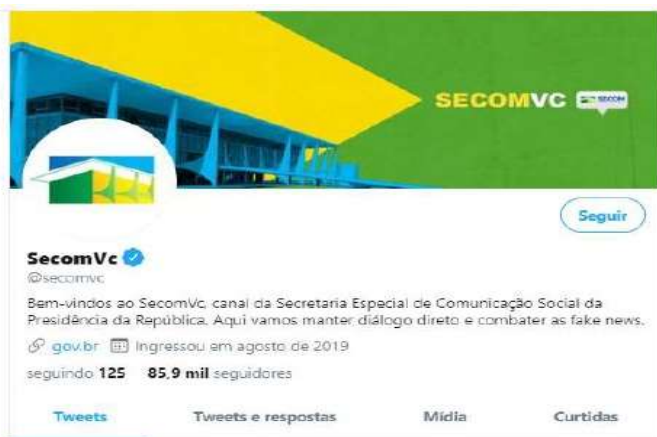 SECOMVC SECOM
Seguir
SecomVc
@secomvc
Bem-vindos ao SecomVc, canal da Secretaria Especial de Comunicação Social da
Presidência da República. Aqui vamos manter diálogo direto e combater as fake news.
gov.br Ingressou em agosto de 2019
seguindo 125 85,9 mil seguidores
Tweets Tweets e respostas Mídia Curtidas